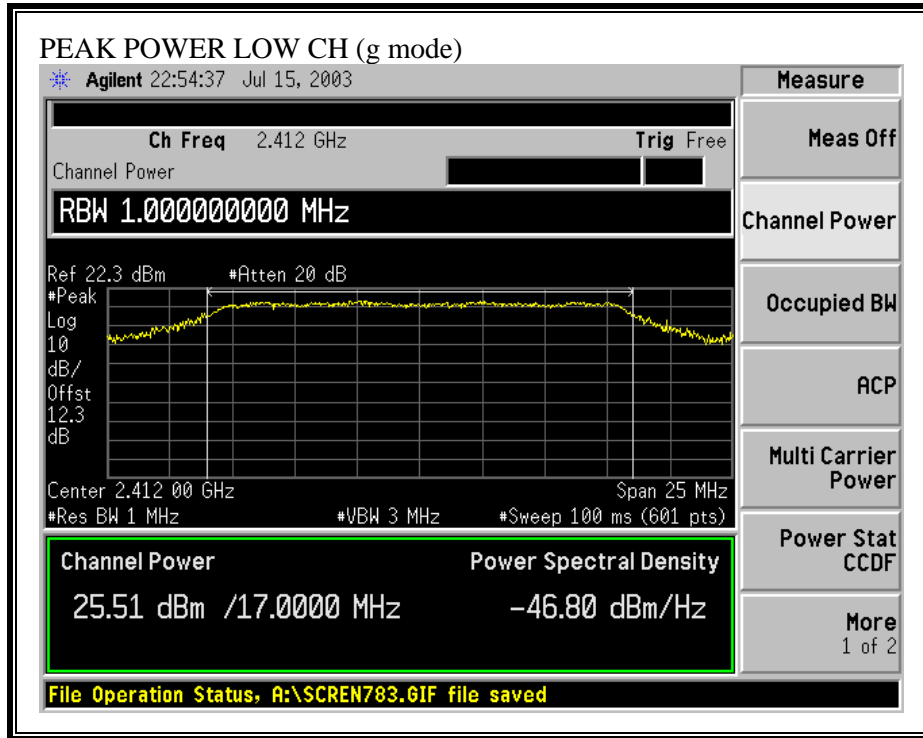 PEAK POWER LOW CH (g mode)
Agilent 22:54:37 Jul 15, 2003
Measure
Ch Freq 2.412 GHz Trig Free
Channel Power
RBW 1.000000000 MHz
Ref 22.3 dBm #Atten 20 dB
#Peak
Log
10
dB/
Offst
12.3
dB
Center 2.412 00 GHz Span 25 MHz
#Res BW 1 MHz #VBW 3 MHz #Sweep 100 ms (601 pts)
Channel Power Power Spectral Density
25.51 dBm /17.0000 MHz -46.80 dBm/Hz
Meas Off
Channel Power
Occupied BW
ACP
Multi Carrier
Power
Power Stat
CCDF
More
1 of 2
File Operation Status, A:\SCREN783.GIF file saved